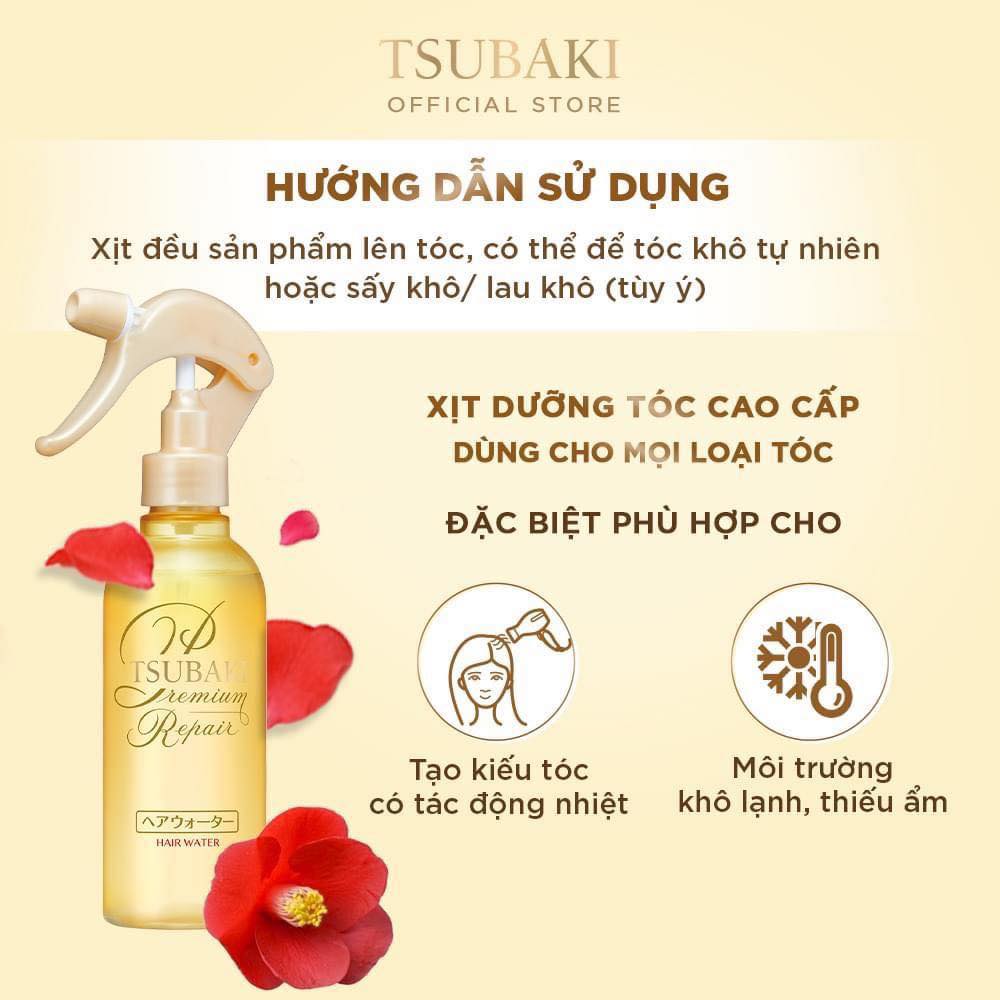 TSUBAKI
OFFICIAL STORE
HƯỚNG DẪN SỬ DỤNG
Xịt đều sản phẩm lên tóc, có thể để tóc khô tự nhiên
hoặc sấy khô/ lau khô (tùy ý)
XỊT DƯỠNG TÓC CAO CẤP
DÙNG CHO MỌI LOẠI TÓC
ĐẶC BIỆT PHÙ HỢP CHO
TSUBAKI
Premium
Repair
ヘアウォーター
HAIR WATER
Tạo kiểu tóc
có tác động nhiệt
Môi trường
khô lạnh, thiếu ẩm